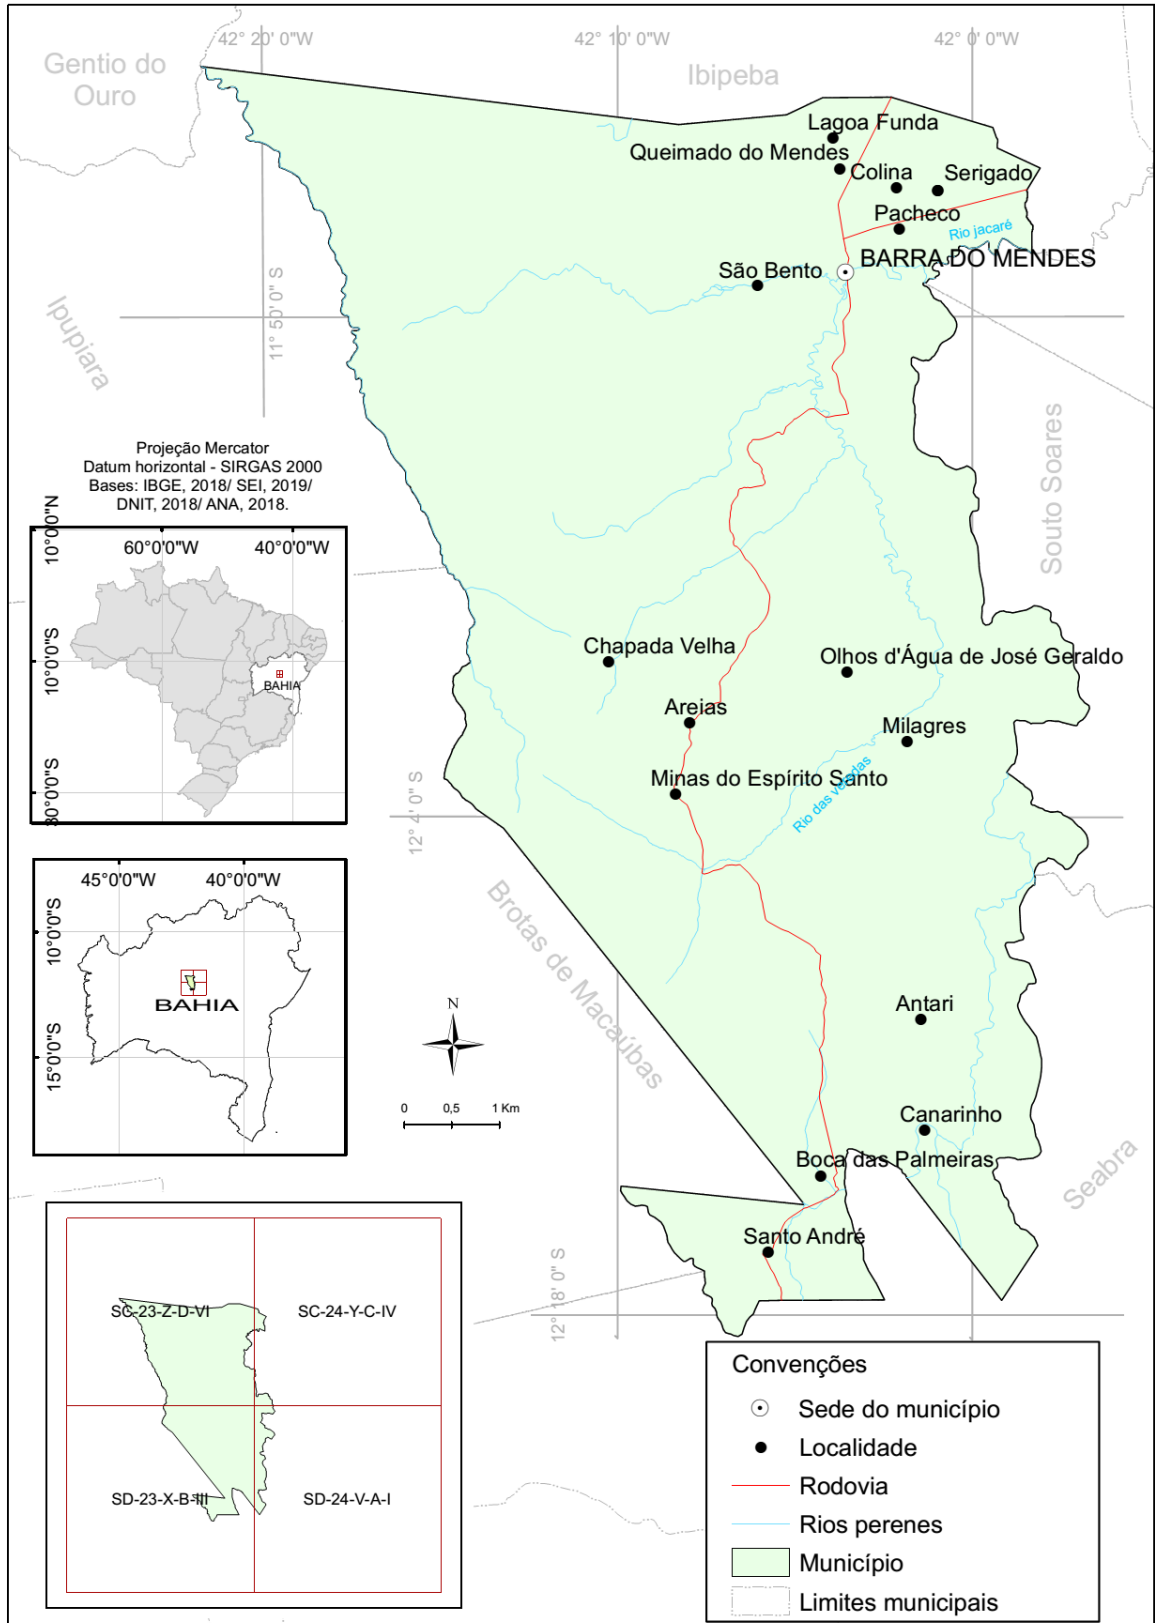 42° 20' 0"W
42° 10' 0"W
42° 0' 0"W
Gentio do
Ouro
Ibipeba
Lagoa Funda
Queimado do Mendes
Colina
Serigado
Pacheco
Rio jacaré
BARRA DO MENDES
São Bento
11° 50' 0" S
Ipupiara
Souto Soares
Projeção Mercator
Datum horizontal - SIRGAS 2000
Bases: IBGE, 2018/ SEI, 2019/
DNIT, 2018/ ANA, 2018.
60°0'0"W
40°0'0"W
10°0'0"N
10°0'0"S
30°0'0"S
BAHIA
Chapada Velha
Olhos d'Água de José Geraldo
Areias
Milagres
Minas do Espírito Santo
Rio das veredas
12° 4' 0" S
45°0'0"W
40°0'0"W
10°0'0"S
15°0'0"S
BAHIA
Brotas de Macaúbas
N
0 0,5 1 Km
Antari
Canarinho
Boca das Palmeiras
Seabra
Santo André
12° 18' 0" S
SC-23-Z-D-VI
SC-24-Y-C-IV
SD-23-X-B-III
SD-24-V-A-I
Convenções
Sede do município
Localidade
Rodovia
Rios perenes
Município
Limites municipais